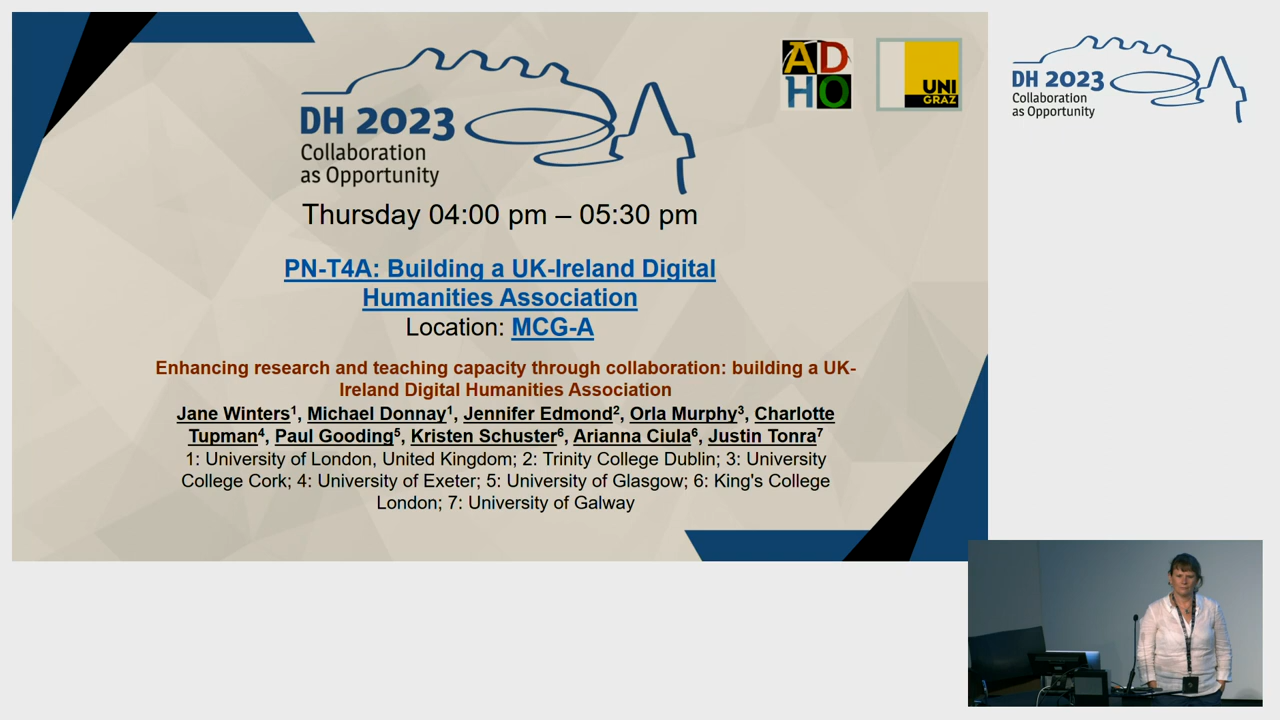 DH 2023
Collaboration
as Opportunity
AD
HO
UNI
GRAZ
DH 2023
Collaboration
as Opportunity
Thursday 04:00 pm – 05:30 pm
PN-T4A: Building a UK-Ireland Digital
Humanities Association
Location: MCG-A
Enhancing research and teaching capacity through collaboration: building a UK-
Ireland Digital Humanities Association
Jane Winters¹, Michael Donnay¹, Jennifer Edmond², Orla Murphy³, Charlotte
Tupman⁴, Paul Gooding⁵, Kristen Schuster⁶, Arianna Ciula⁶, Justin Tonra⁷
1: University of London, United Kingdom; 2: Trinity College Dublin; 3: University
College Cork; 4: University of Exeter; 5: University of Glasgow; 6: King's College
London; 7: University of Galway